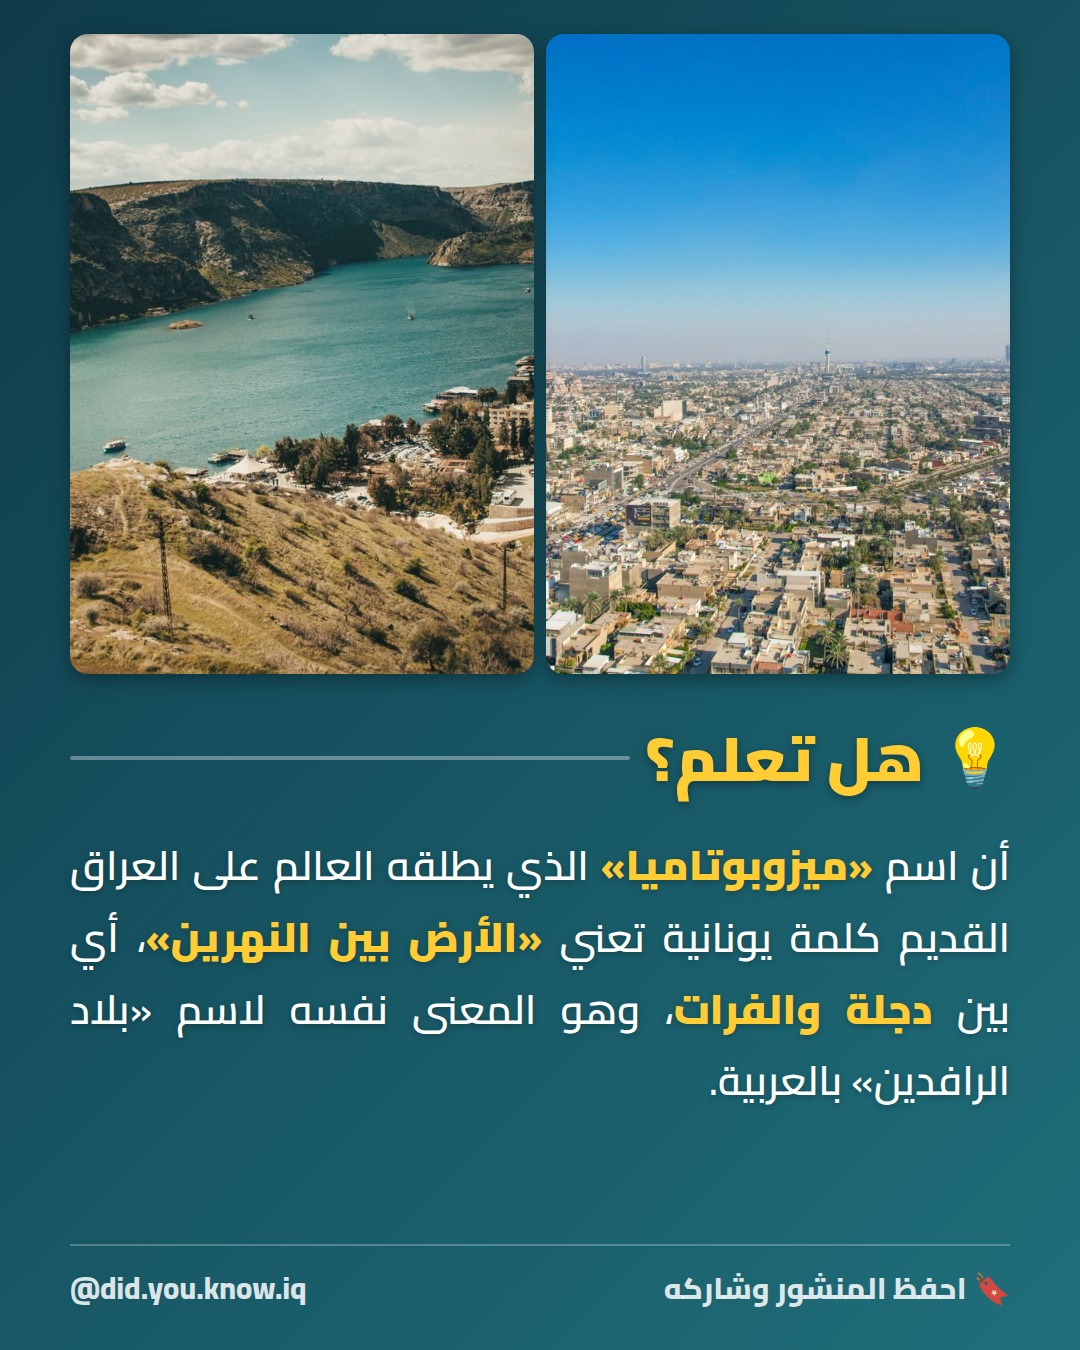 هل تعلم؟
أن اسم «ميزوبوتاميا» الذي يطلقه العالم على العراق
القديم كلمة يونانية تعني «الأرض بين النهرين»، أي
بين دجلة والفرات، وهو المعنى نفسه لاسم «بلاد
الرافدين» بالعربية.
احفظ المنشور وشاركه
@did.you.know.iq